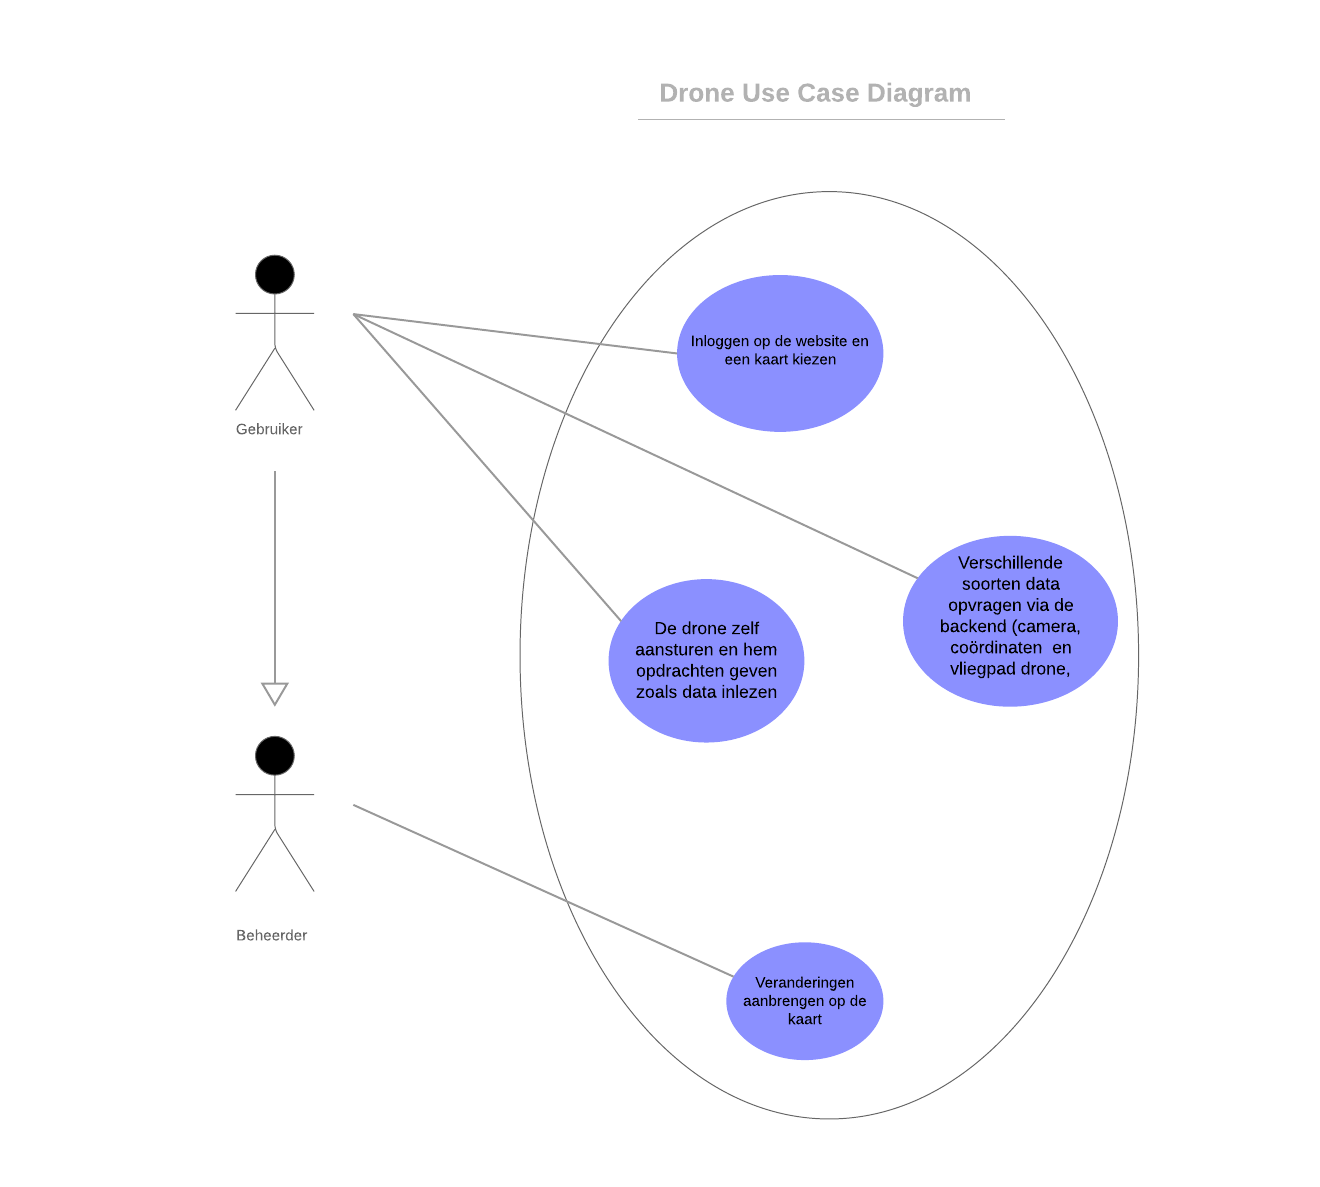 Drone Use Case Diagram
Inloggen op de website en
een kaart kiezen
Gebruiker
Verschillende
soorten data
opvragen via de
backend (camera,
coördinaten  en
vliegpad drone,
De drone zelf
aansturen en hem
opdrachten geven
zoals data inlezen
Beheerder
Veranderingen
aanbrengen op de
kaart